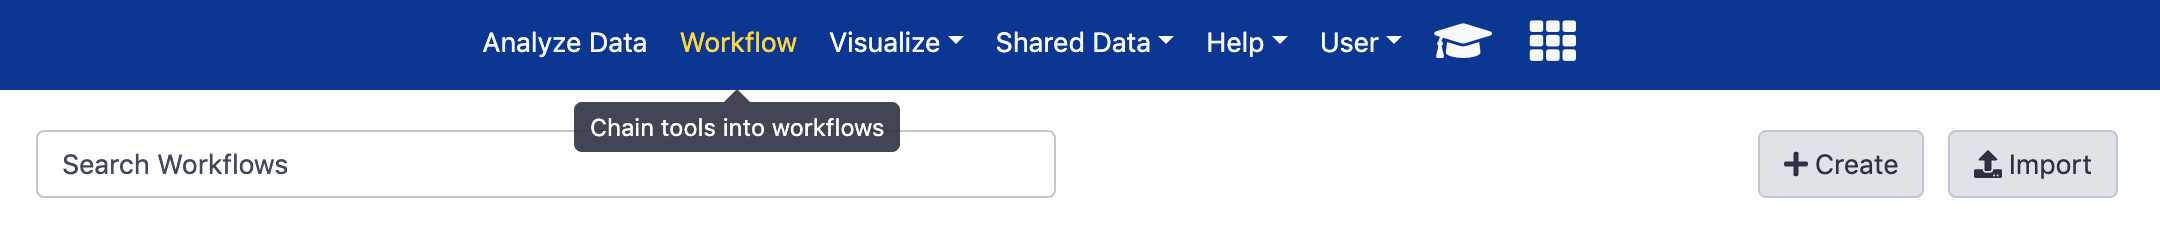 Analyze Data Workflow Visualize Shared Data Help User
Chain tools into workflows
Search Workflows Create Import